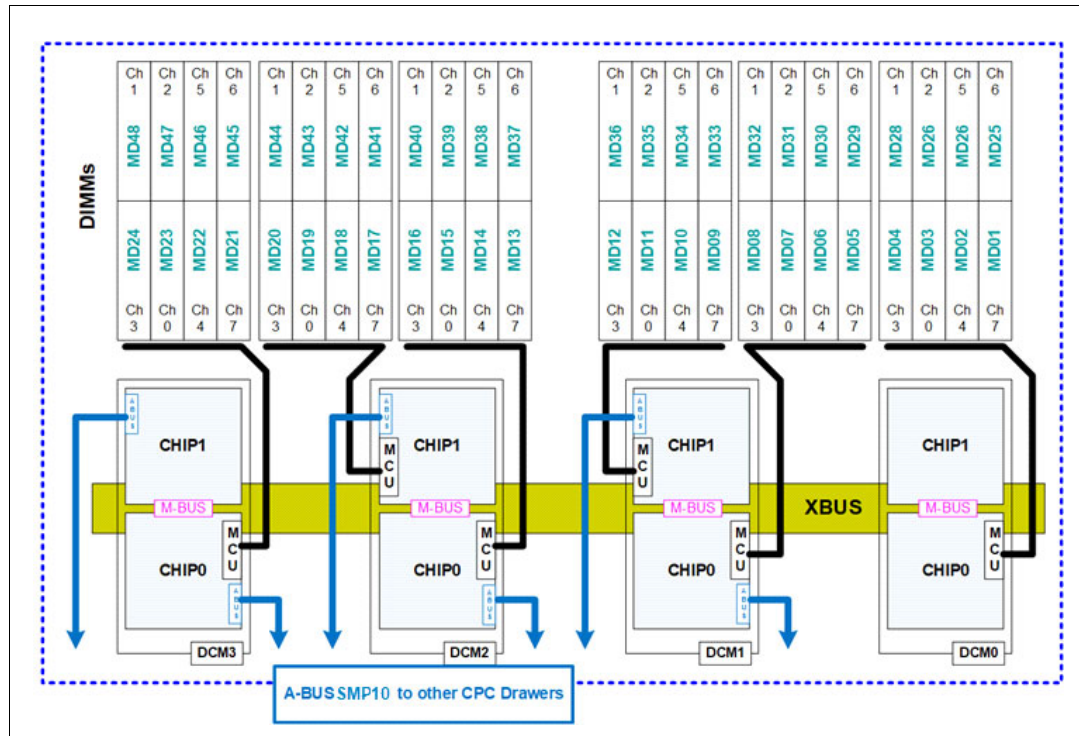 Ch 1 Ch 2 Ch 5 Ch 6 Ch 1 Ch 2 Ch 5 Ch 6 Ch 1 Ch 2 Ch 5 Ch 6 Ch 1 Ch 2 Ch 5 Ch 6 Ch 1 Ch 2 Ch 5 Ch 6 Ch 1 Ch 2 Ch 5 Ch 6
MD48 MD47 MD46 MD45 MD44 MD43 MD42 MD41 MD40 MD39 MD38 MD37 MD36 MD35 MD34 MD33 MD32 MD31 MD30 MD29 MD28 MD26 MD26 MD25
DIMMs
MD24 MD23 MD22 MD21 MD20 MD19 MD18 MD17 MD16 MD15 MD14 MD13 MD12 MD11 MD10 MD09 MD08 MD07 MD06 MD05 MD04 MD03 MD02 MD01
Ch 3 Ch 0 Ch 4 Ch 7 Ch 3 Ch 0 Ch 4 Ch 7 Ch 3 Ch 0 Ch 4 Ch 7 Ch 3 Ch 0 Ch 4 Ch 7 Ch 3 Ch 0 Ch 4 Ch 7 Ch 3 Ch 0 Ch 4 Ch 7
ABUS ABUS ABUS
CHIP1 CHIP1 CHIP1 CHIP1
MCU MCU
M-BUS M-BUS M-BUS XBUS M-BUS
MCU MCU MCU MCU
CHIP0 CHIP0 CHIP0 CHIP0
ABUS ABUS ABUS
DCM3 DCM2 DCM1 DCM0
A-BUS SMP10 to other CPC Drawers